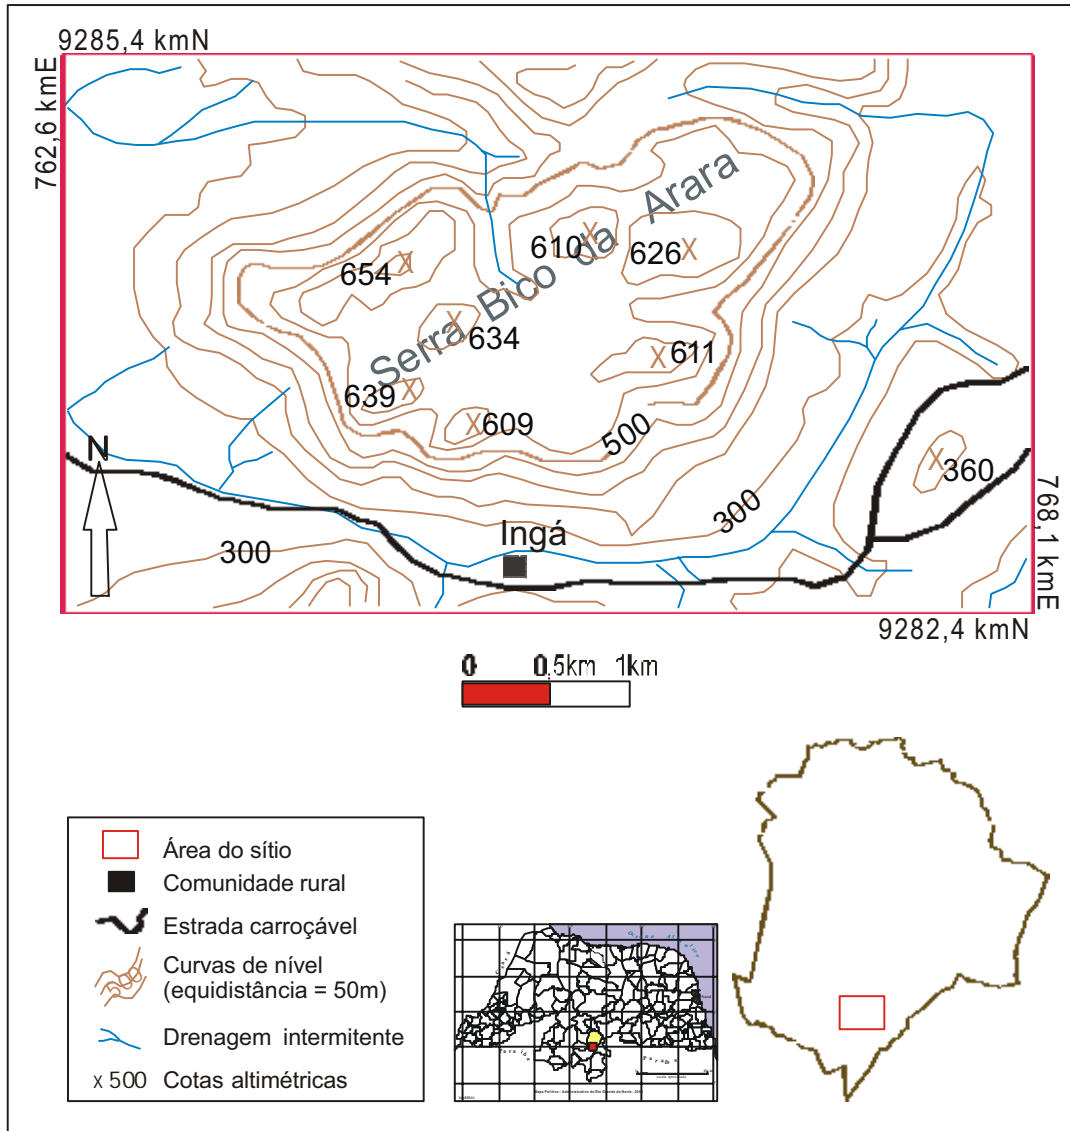 9285,4 kmN
762,6 kmE
Serra Bico da Arara
610
626
654
634
611
639
609
500
360
N
300
Ingá
300
768,1 kmE
9282,4 kmN
0 0,5km 1km
Área do sítio
Comunidade rural
Estrada carroçável
Curvas de nível
(equidistância = 50m)
Drenagem intermitente
x 500 Cotas altimétricas